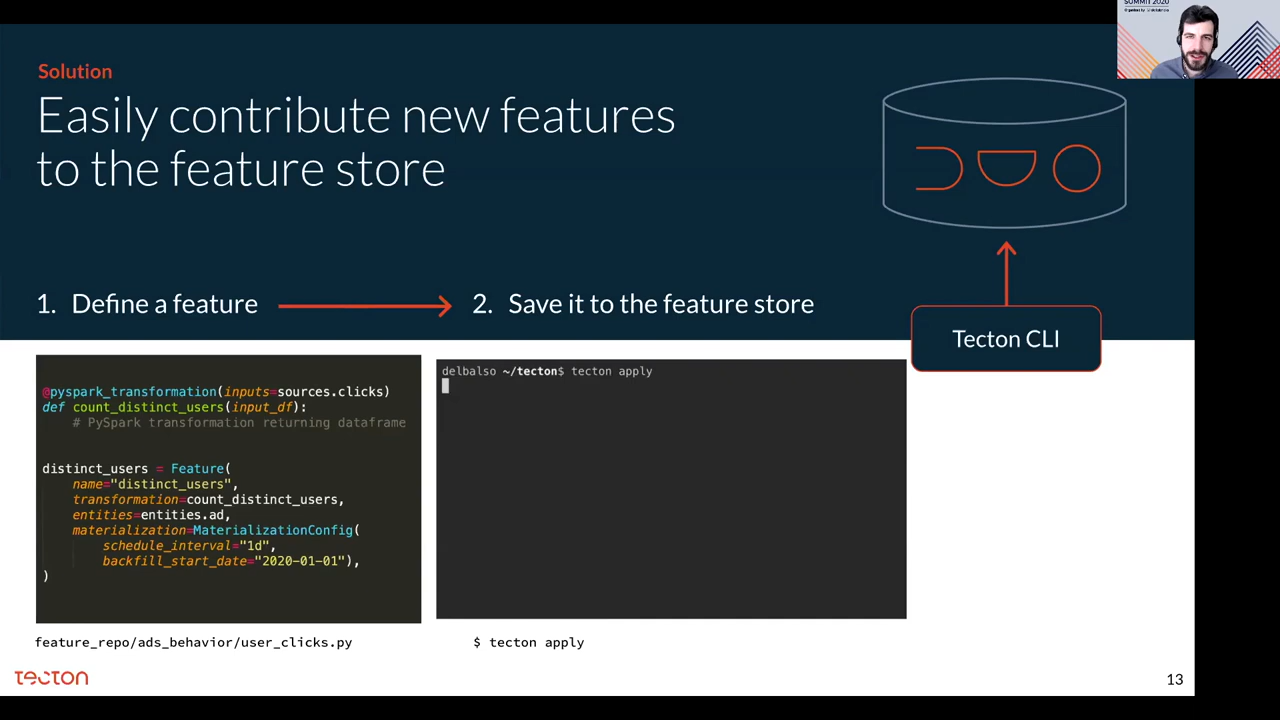 SUMMIT 2020
Solution
Easily contribute new features
to the feature store
1. Define a feature
2. Save it to the feature store
Tecton CLI
@pyspark_transformation(inputs=sources.clicks)
def count_distinct_users(input_df):
    # PySpark transformation returning dataframe
distinct_users = Feature(
    name="distinct_users",
    transformation=count_distinct_users,
    entities=entities.ad,
    materialization=MaterializationConfig(
        schedule_interval="1d",
        backfill_start_date="2020-01-01"),
)
delbalso ~/tecton$ tecton apply
feature_repo/ads_behavior/user_clicks.py
$ tecton apply
tecton
13